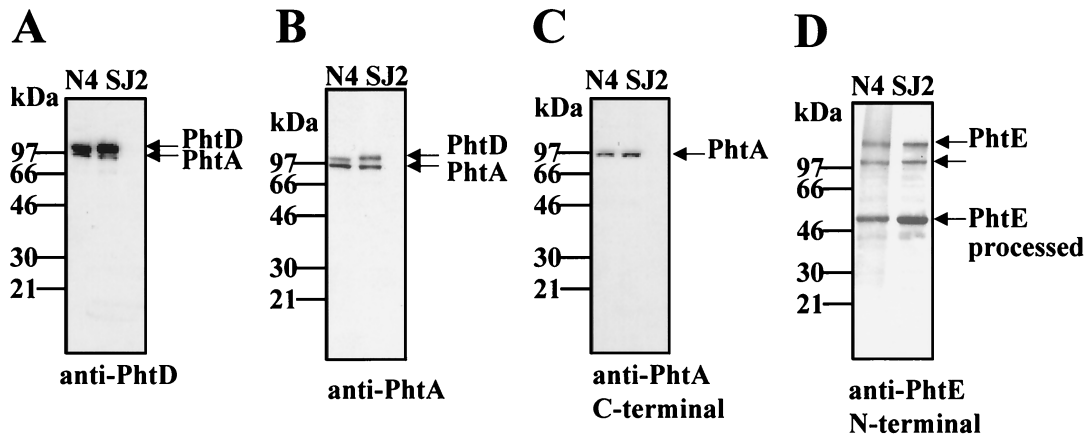 A
N4 SJ2
kDa
97
66
46
30
21
PhtD
PhtA
anti-PhtD
B
N4 SJ2
kDa
97
66
46
30
21
PhtD
PhtA
anti-PhtA
C
N4 SJ2
kDa
97
66
46
30
21
PhtA
anti-PhtA
C-terminal
D
N4 SJ2
kDa
97
66
46
30
21
PhtE
PhtE
processed
anti-PhtE
N-terminal